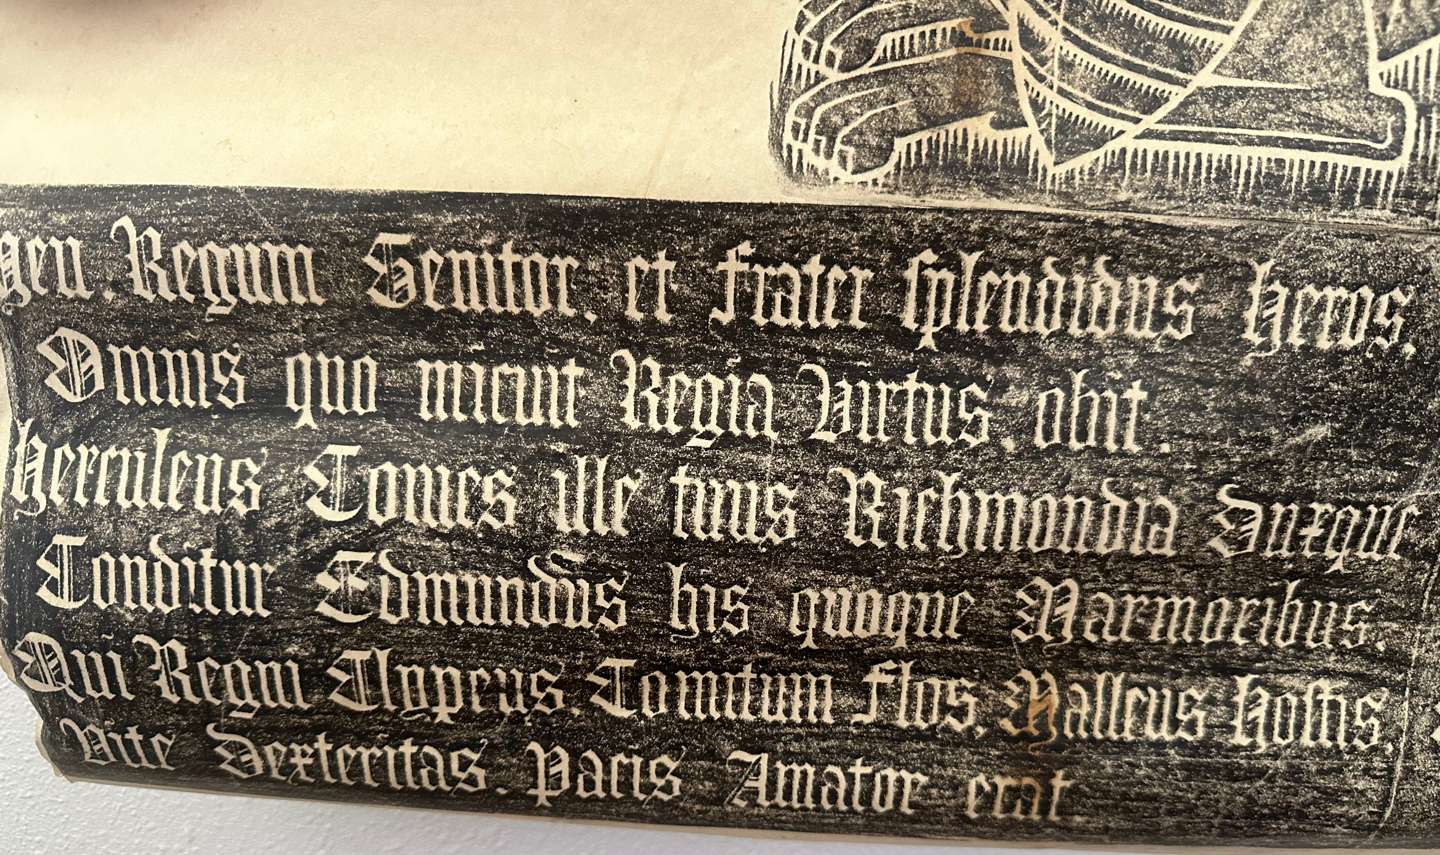 Heu. Regum Genitor, et frater splendidus heros,
Omnis quo micuit Regia Virtus, obiit.
Herculeus Comes ille tuus Richmondia Duxque
Conditur Edmundus his quoque Marmoribus,
Qui Regni Clypeus, Comitum flos, Malleus hostis,
Vite Dexteritas, Pacis Amator erat